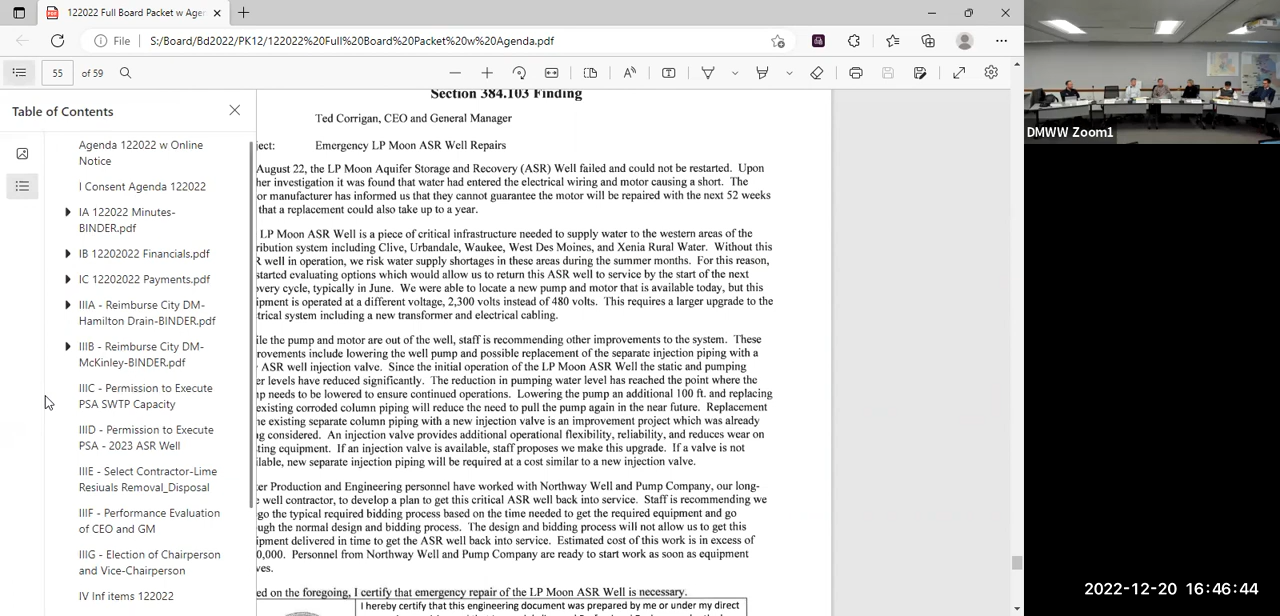 122022 Full Board Packet w Ager
File
S:/Board/Bd2022/PK12/122022%20Full%20Board%20Packet%20w%20Agenda.pdf
55 of 59
Table of Contents
Agenda 122022 w Online
Notice
I Consent Agenda 122022
IA 122022 Minutes-
BINDER.pdf
IB 12202022 Financials.pdf
IC 12202022 Payments.pdf
IIIA - Reimburse City DM-
Hamilton Drain-BINDER.pdf
IIIB - Reimburse City DM-
McKinley-BINDER.pdf
IIIC - Permission to Execute
PSA SWTP Capacity
IIID - Permission to Execute
PSA - 2023 ASR Well
IIIE - Select Contractor-Lime
Resiuals Removal_Disposal
IIIF - Performance Evaluation
of CEO and GM
IIIG - Election of Chairperson
and Vice-Chairperson
IV Inf items 122022
Section 384.103 Finding
Ted Corrigan, CEO and General Manager
ect: Emergency LP Moon ASR Well Repairs
August 22, the LP Moon Aquifer Storage and Recovery (ASR) Well failed and could not be restarted. Upon
her investigation it was found that water had entered the electrical wiring and motor causing a short. The
or manufacturer has informed us that they cannot guarantee the motor will be repaired with the next 52 weeks
that a replacement could also take up to a year.
LP Moon ASR Well is a piece of critical infrastructure needed to supply water to the western areas of the
ribution system including Clive, Urbandale, Waukee, West Des Moines, and Xenia Rural Water. Without this
R well in operation, we risk water supply shortages in these areas during the summer months. For this reason,
started evaluating options which would allow us to return this ASR well to service by the start of the next
overy cycle, typically in June. We were able to locate a new pump and motor that is available today, but this
ipment is operated at a different voltage, 2,300 volts instead of 480 volts. This requires a larger upgrade to the
trical system including a new transformer and electrical cabling.
ile the pump and motor are out of the well, staff is recommending other improvements to the system. These
rovements include lowering the well pump and possible replacement of the separate injection piping with a
ASR well injection valve. Since the initial operation of the LP Moon ASR Well the static and pumping
er levels have reduced significantly. The reduction in pumping water level has reached the point where the
np needs to be lowered to ensure continued operations. Lowering the pump an additional 100 ft. and replacing
existing corroded column piping will reduce the need to pull the pump again in the near future. Replacement
he existing separate column piping with a new injection valve is an improvement project which was already
ng considered. An injection valve provides additional operational flexibility, reliability, and reduces wear on
ting equipment. If an injection valve is available, staff proposes we make this upgrade. If a valve is not
ilable, new separate injection piping will be required at a cost similar to a new injection valve.
er Production and Engineering personnel have worked with Northway Well and Pump Company, our long-
e well contractor, to develop a plan to get this critical ASR well back into service. Staff is recommending we
go the typical required bidding process based on the time needed to get the required equipment and go
ough the normal design and bidding process. The design and bidding process will not allow us to get this
ipment delivered in time to get the ASR well back into service. Estimated cost of this work is in excess of
0,000. Personnel from Northway Well and Pump Company are ready to start work as soon as equipment
ves.
ed on the foregoing, I certify that emergency repair of the LP Moon ASR Well is necessary.
I hereby certify that this engineering document was prepared by me or under my direct
DMWW Zoom1
2022-12-20 16:46:44